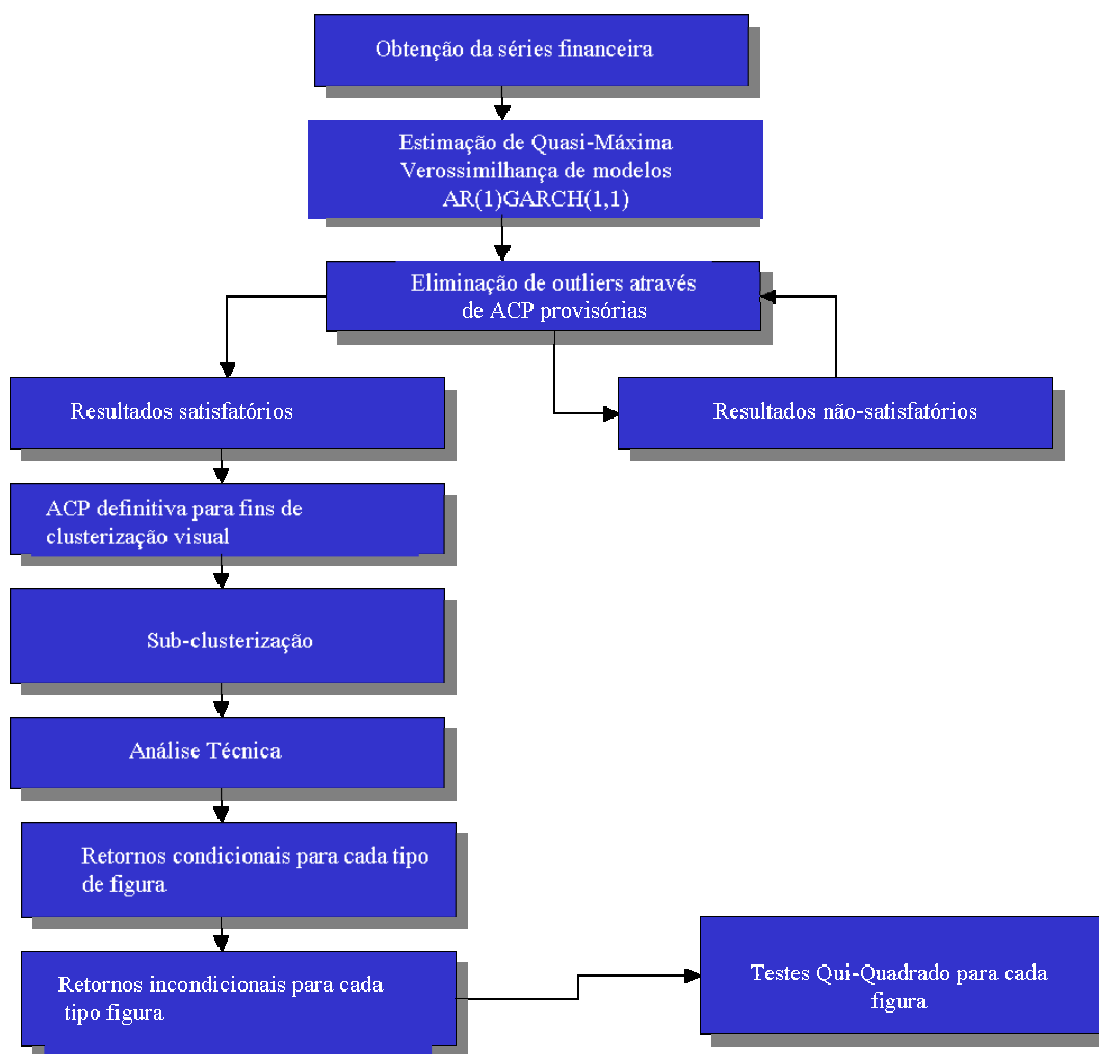 Obtenção da séries financeira
Estimação de Quasi-Máxima
Verossimilhança de modelos
AR(1)GARCH(1,1)
Eliminação de outliers através
de ACP provisórias
Resultados satisfatórios
Resultados não-satisfatórios
ACP definitiva para fins de
clusterização visual
Sub-clusterização
Análise Técnica
Retornos condicionais para cada tipo
de figura
Retornos incondicionais para cada
tipo figura
Testes Qui-Quadrado para cada
figura